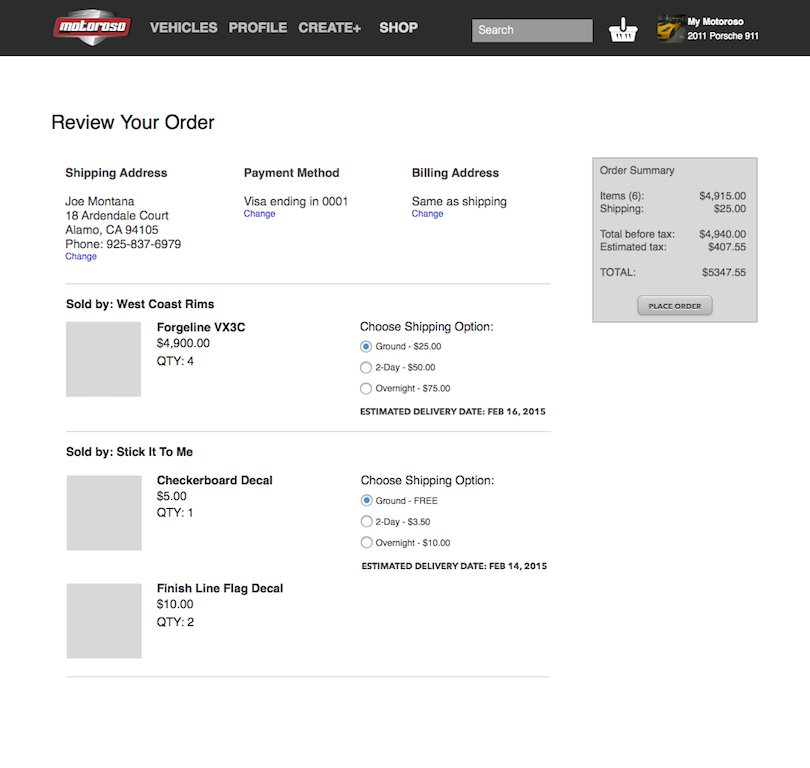 motoroso
VEHICLES PROFILE CREATE+ SHOP
Search
My Motoroso
2011 Porsche 911
Review Your Order
Shipping Address
Joe Montana
18 Ardendale Court
Alamo, CA 94105
Phone: 925-837-6979
Change
Payment Method
Visa ending in 0001
Change
Billing Address
Same as shipping
Change
Order Summary
Items (6): $4,915.00
Shipping: $25.00
Total before tax: $4,940.00
Estimated tax: $407.55
TOTAL: $5347.55
PLACE ORDER
Sold by: West Coast Rims
Forgeline VX3C
$4,900.00
QTY: 4
Choose Shipping Option:
Ground - $25.00
2-Day - $50.00
Overnight - $75.00
ESTIMATED DELIVERY DATE: FEB 16, 2015
Sold by: Stick It To Me
Checkerboard Decal
$5.00
QTY: 1
Choose Shipping Option:
Ground - FREE
2-Day - $3.50
Overnight - $10.00
ESTIMATED DELIVERY DATE: FEB 14, 2015
Finish Line Flag Decal
$10.00
QTY: 2